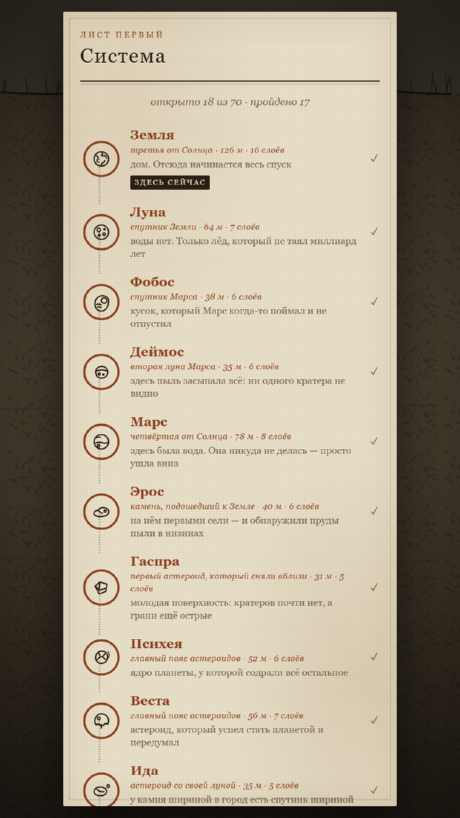 ЛИСТ ПЕРВЫЙ
Система
открыто 18 из 70 · пройдено 17
Земля
третья от Солнца · 126 м · 16 слоёв
дом. Отсюда начинается весь спуск
ЗДЕСЬ СЕЙЧАС
Луна
спутник Земли · 64 м · 7 слоёв
воды нет. Только лёд, который не таял миллиард
лет
Фобос
спутник Марса · 38 м · 6 слоёв
кусок, который Марс когда-то поймал и не
отпустил
Деймос
вторая луна Марса · 35 м · 6 слоёв
здесь пыль засыпала всё: ни одного кратера не
видно
Марс
четвёртая от Солнца · 78 м · 8 слоёв
здесь была вода. Она никуда не делась — просто
ушла вниз
Эрос
камень, подошедший к Земле · 40 м · 6 слоёв
на нём первыми сели — и обнаружили пруды
пыли в низинах
Гаспра
первый астероид, который сняли вблизи · 31 м · 5
слоёв
молодая поверхность: кратеров почти нет, а
грани ещё острые
Психея
главный пояс астероидов · 52 м · 6 слоёв
ядро планеты, у которой содрали всё остальное
Веста
главный пояс астероидов · 56 м · 7 слоёв
астероид, который успел стать планетой и
передумал
Ида
астероид со своей луной · 35 м · 5 слоёв
у камня шириной в город есть спутник шириной